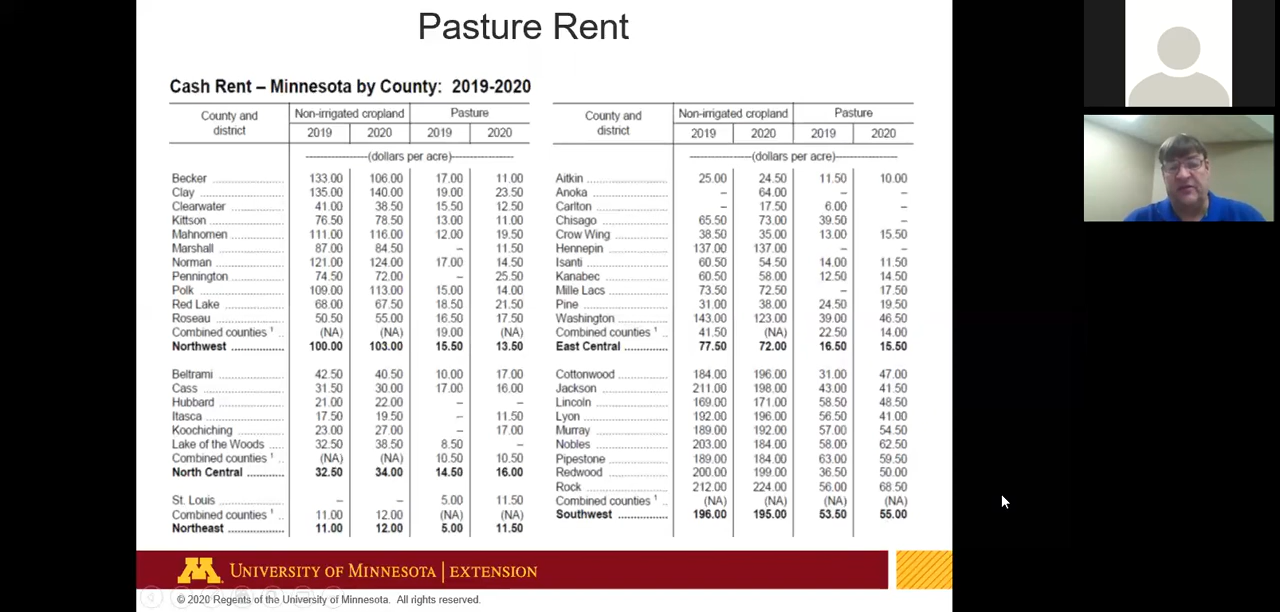 Pasture Rent
Cash Rent – Minnesota by County: 2019-2020
County and district Non-irrigated cropland Pasture
2019 2020 2019 2020
(dollars per acre)
Becker 133.00 106.00 17.00 11.00
Clay 135.00 140.00 19.00 23.50
Clearwater 41.00 38.50 15.50 12.50
Kittson 76.50 78.50 13.00 11.00
Mahnomen 111.00 116.00 12.00 19.50
Marshall 87.00 84.50 – 11.50
Norman 121.00 124.00 17.00 14.50
Pennington 74.50 72.00 – 25.50
Polk 109.00 113.00 15.00 14.00
Red Lake 68.00 67.50 18.50 21.50
Roseau 50.50 55.00 16.50 17.50
Combined counties ¹ (NA) (NA) 19.00 (NA)
Northwest 100.00 103.00 15.50 13.50
Beltrami 42.50 40.50 10.00 17.00
Cass 31.50 30.00 17.00 16.00
Hubbard 21.00 22.00 – –
Itasca 17.50 19.50 – 11.50
Koochiching 23.00 27.00 – 17.00
Lake of the Woods 32.50 38.50 8.50 –
Combined counties ¹ (NA) (NA) 10.50 10.50
North Central 32.50 34.00 14.50 16.00
St. Louis – – 5.00 11.50
Combined counties ¹ 11.00 12.00 (NA) (NA)
Northeast 11.00 12.00 5.00 11.50
County and district Non-irrigated cropland Pasture
2019 2020 2019 2020
(dollars per acre)
Aitkin 25.00 24.50 11.50 10.00
Anoka – 64.00 – –
Carlton – 17.50 6.00 –
Chisago 65.50 73.00 39.50 –
Crow Wing 38.50 35.00 13.00 15.50
Hennepin 137.00 137.00 – –
Isanti 60.50 54.50 14.00 11.50
Kanabec 60.50 58.00 12.50 14.50
Mille Lacs 73.50 72.50 – 17.50
Pine 31.00 38.00 24.50 19.50
Washington 143.00 123.00 39.00 46.50
Combined counties ¹ 41.50 (NA) 22.50 14.00
East Central 77.50 72.00 16.50 15.50
Cottonwood 184.00 196.00 31.00 47.00
Jackson 211.00 198.00 43.00 41.50
Lincoln 169.00 171.00 58.50 48.50
Lyon 192.00 196.00 56.50 41.00
Murray 189.00 192.00 57.00 54.50
Nobles 203.00 184.00 58.00 62.50
Pipestone 189.00 184.00 63.00 59.50
Redwood 200.00 199.00 36.50 50.00
Rock 212.00 224.00 56.00 68.50
Combined counties ¹ (NA) (NA) (NA) (NA)
Southwest 196.00 195.00 53.50 55.00
M UNIVERSITY OF MINNESOTA | EXTENSION
© 2020 Regents of the University of Minnesota. All rights reserved.